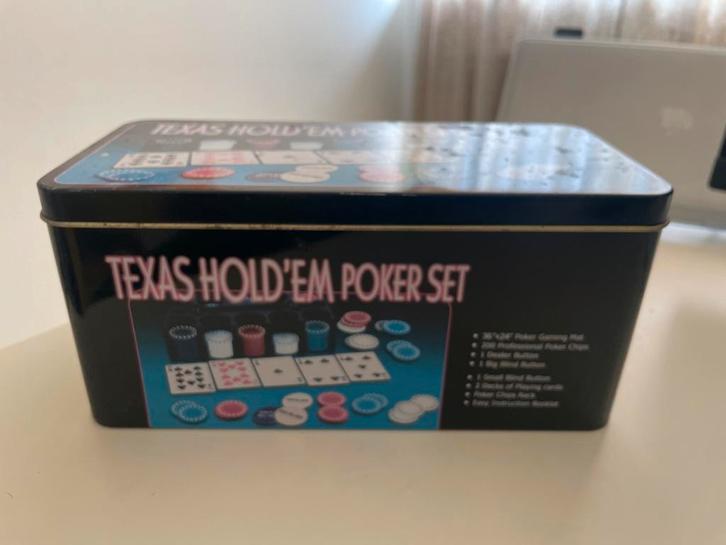 TEXAS HOLD'EM PO
TEXAS HOLD'EM POKER SET
36"x24" Poker Gaming Mat
200 Professional Poker Chips
1 Dealer Button
1 Big Blind Button
1 Small Blind Button
2 Decks of Playing cards
Poker Chips Rack
Easy Instruction Booklet